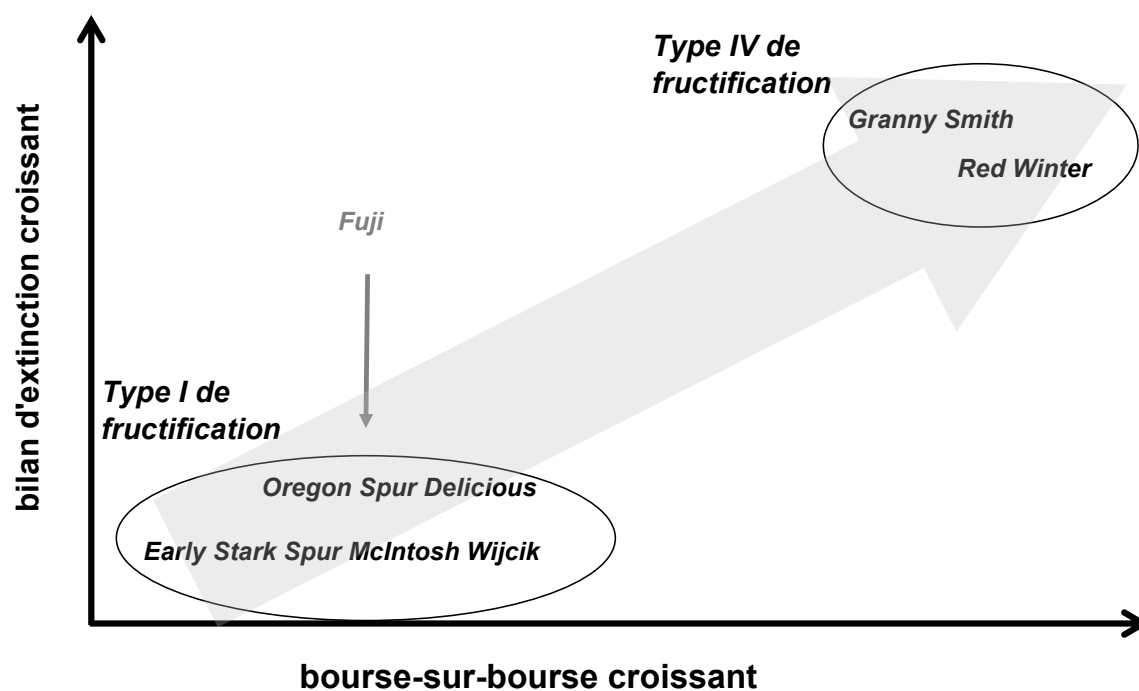 Type IV de
fructification
Granny Smith
Red Winter
Fuji
bilan d'extinction croissant
Type I de
fructification
Oregon Spur Delicious
Early Stark Spur McIntosh Wijcik
bourse-sur-bourse croissant